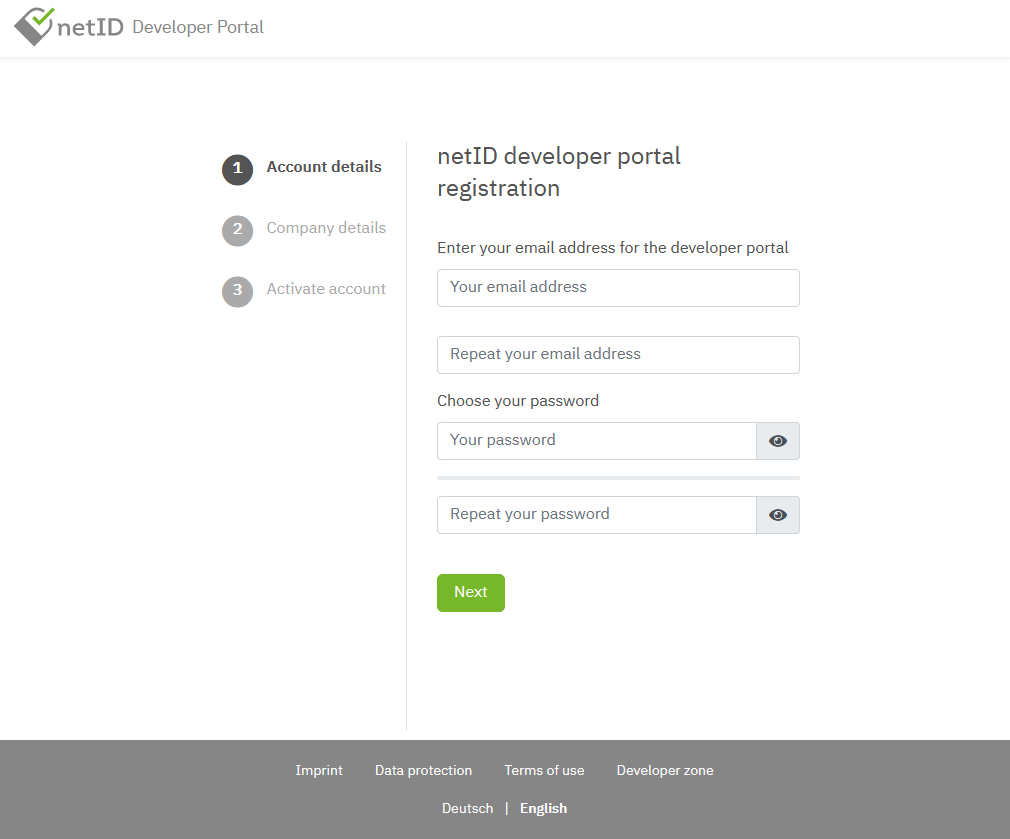 netID Developer Portal
1 Account details
2 Company details
3 Activate account
netID developer portal
registration
Enter your email address for the developer portal
Your email address
Repeat your email address
Choose your password
Your password
Repeat your password
Next
Imprint Data protection Terms of use Developer zone
Deutsch | English